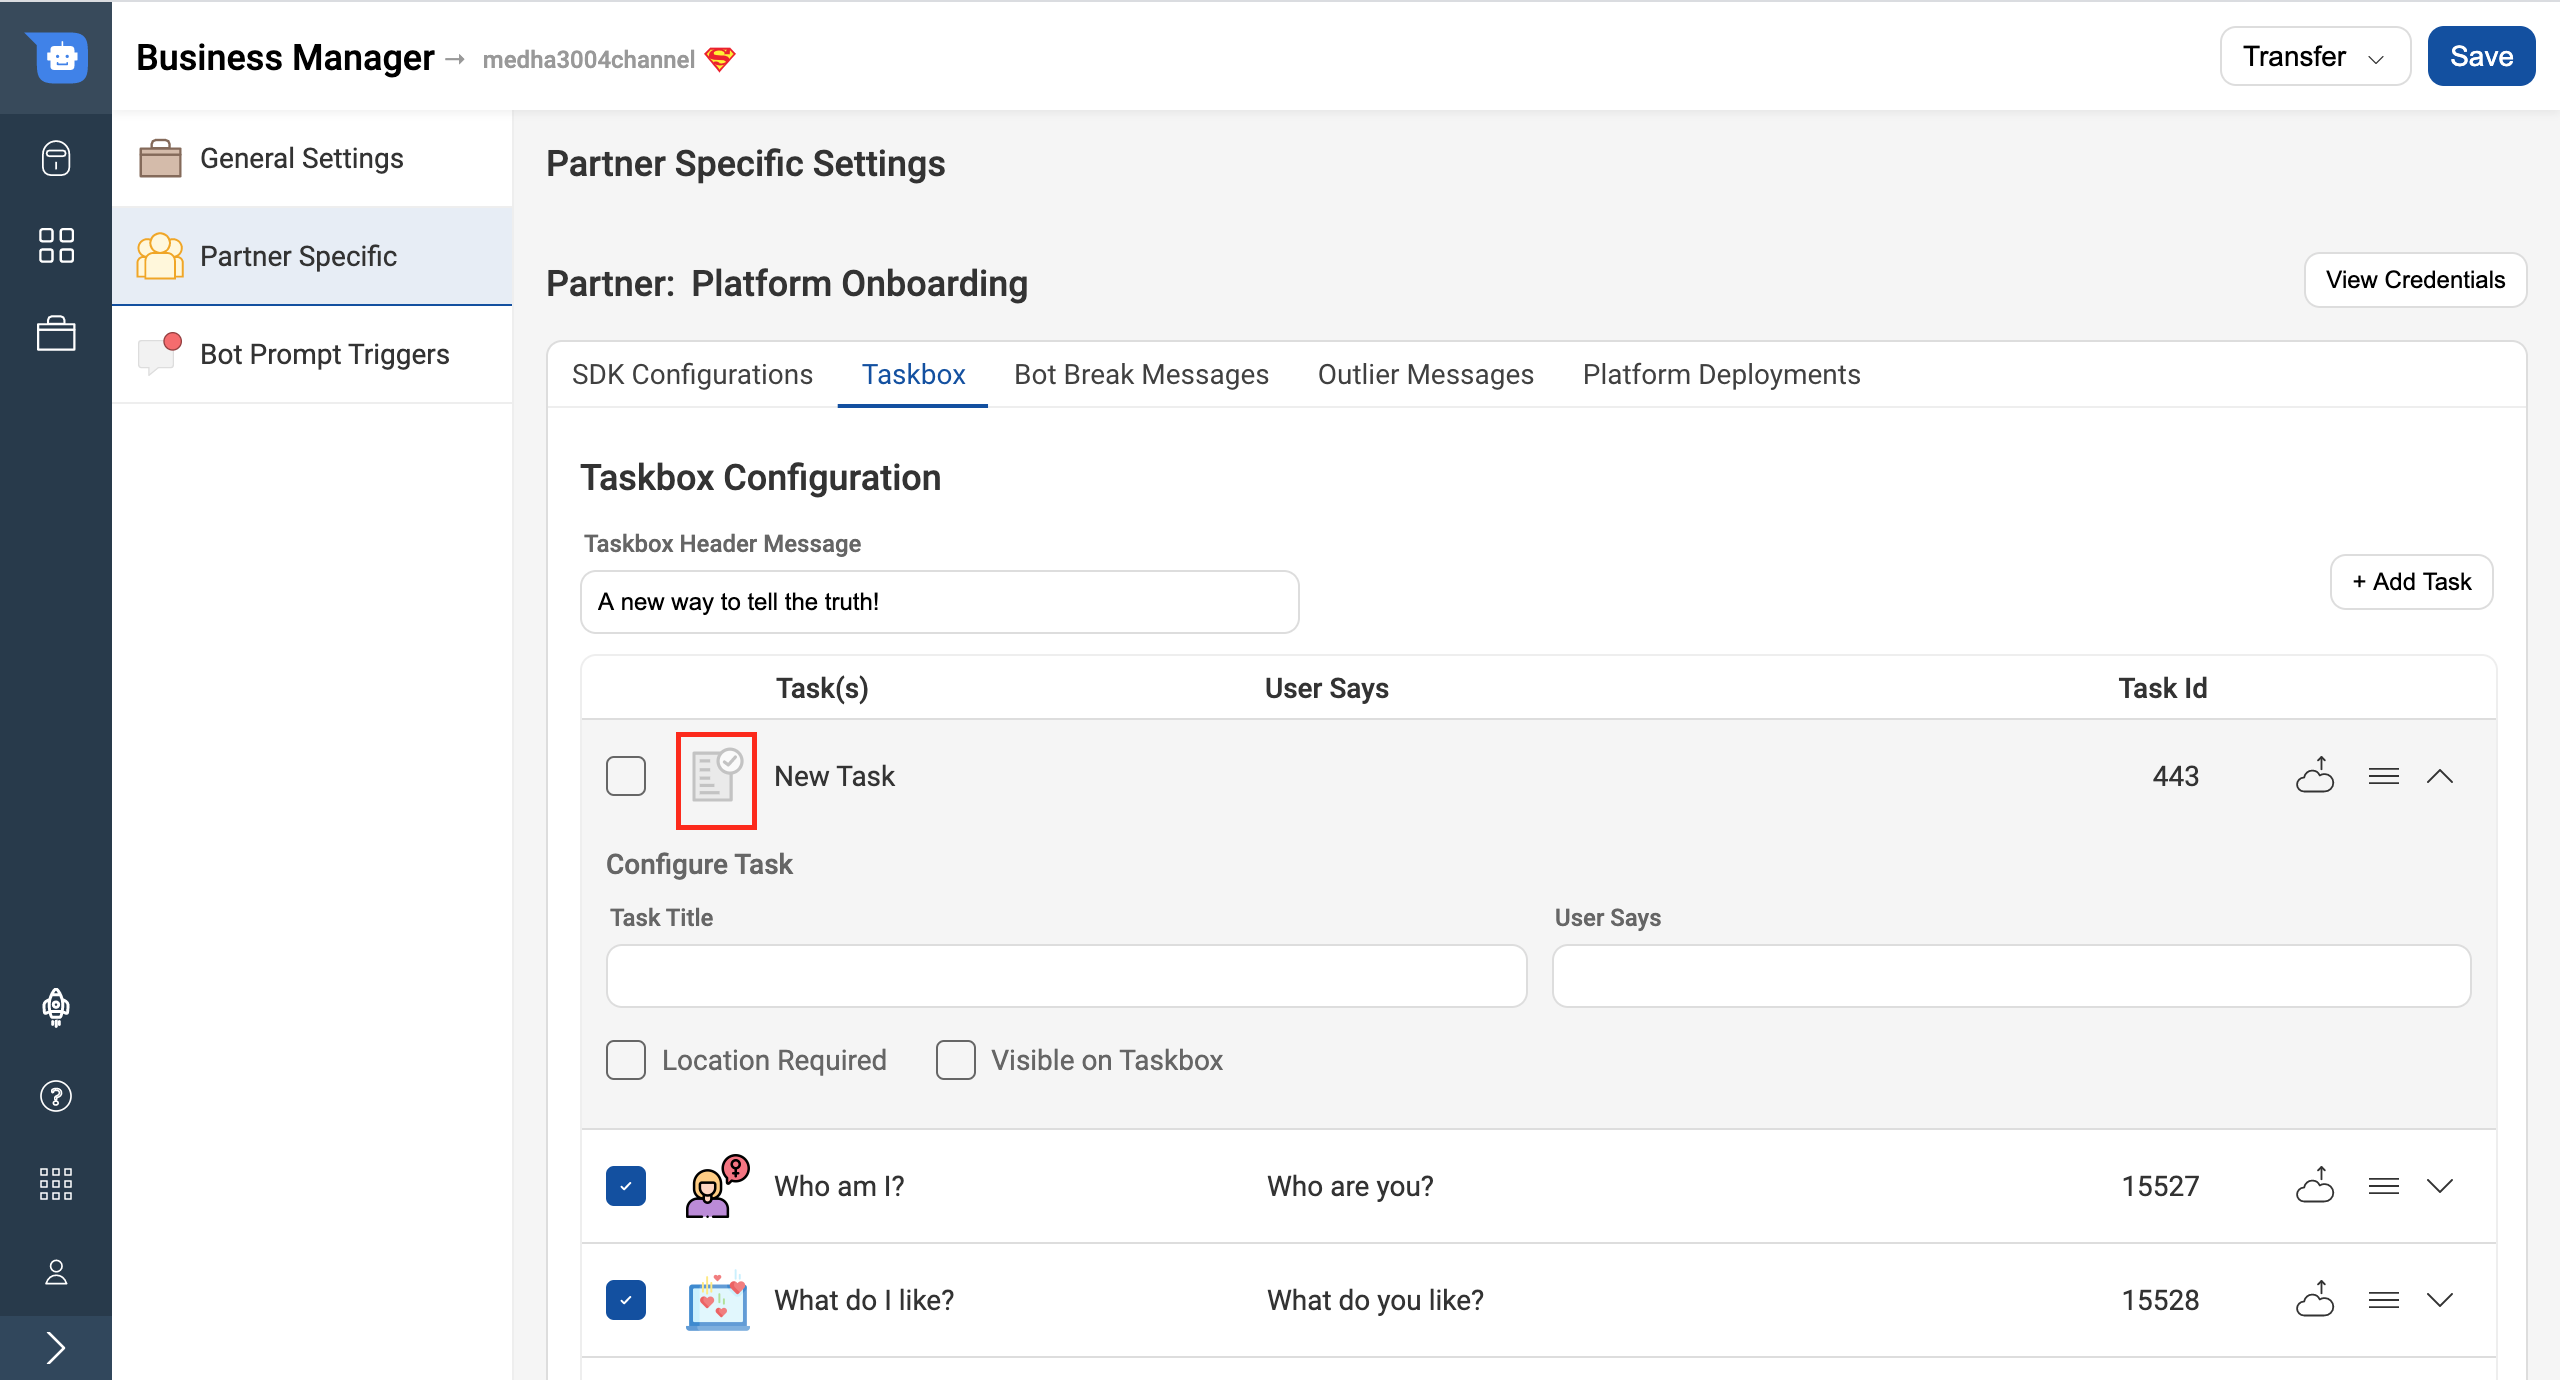 Business Manager → medha3004channel
Transfer
Save
General Settings
Partner Specific
Bot Prompt Triggers
Partner Specific Settings
Partner: Platform Onboarding
View Credentials
SDK Configurations
Taskbox
Bot Break Messages
Outlier Messages
Platform Deployments
Taskbox Configuration
Taskbox Header Message
A new way to tell the truth!
+ Add Task
Task(s)
User Says
Task Id
New Task
443
Configure Task
Task Title
User Says
Location Required
Visible on Taskbox
Who am I?
Who are you?
15527
What do I like?
What do you like?
15528